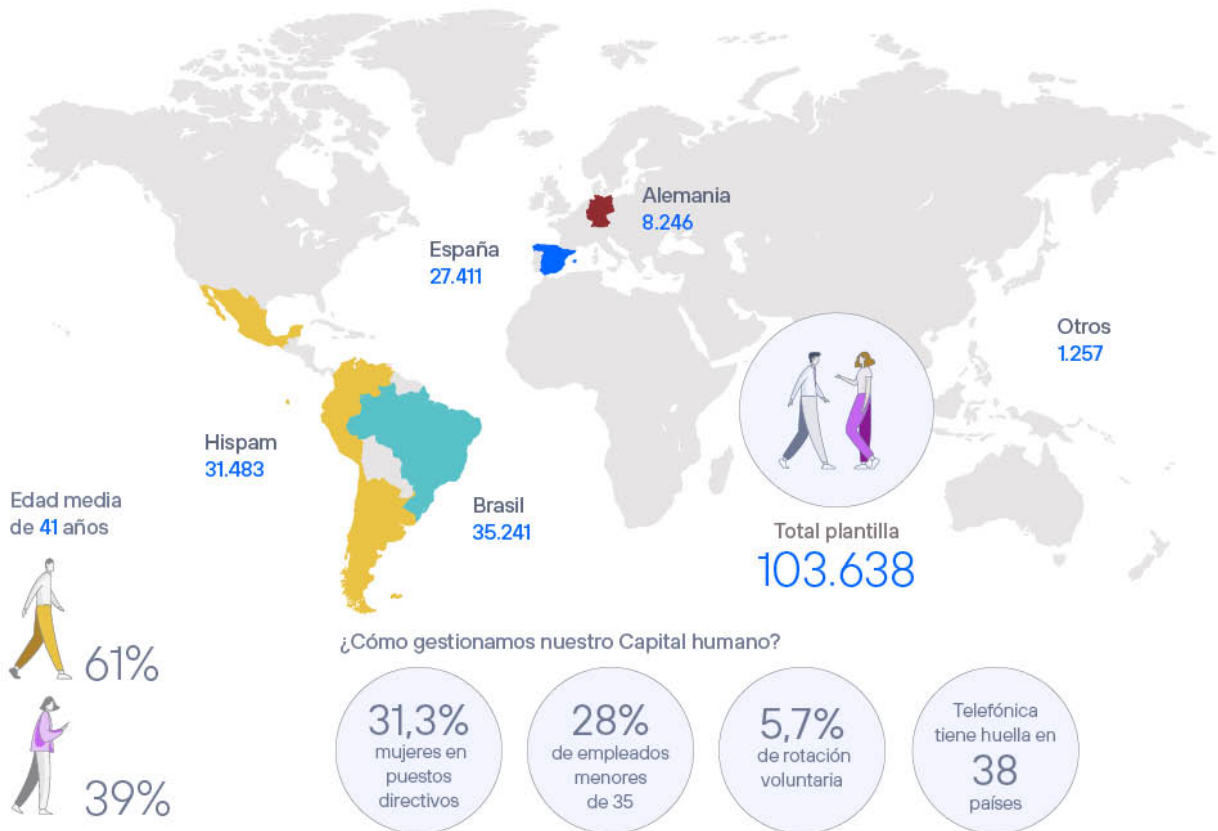 Alemania
8.246
España
27.411
Otros
1.257
Hispam
31.483
Brasil
35.241
Edad media
de 41 años
61%
39%
Total plantilla
103.638
¿Cómo gestionamos nuestro Capital humano?
31,3%
mujeres en
puestos
directivos
28%
de empleados
menores
de 35
5,7%
de rotación
voluntaria
Telefónica
tiene huella en
38
países